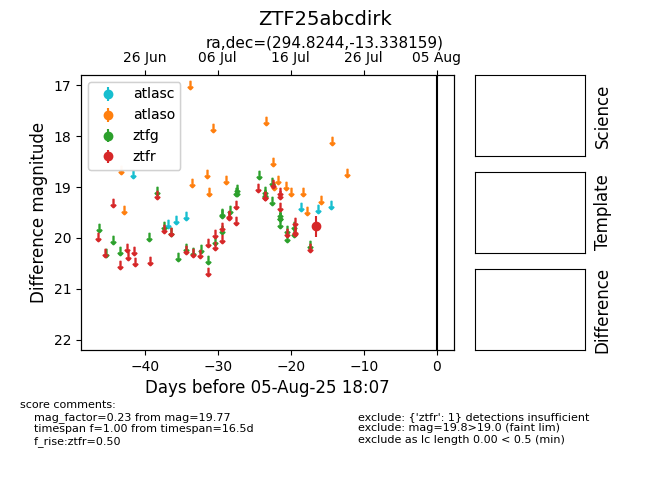 ZTF25abcdirk
ra,dec=(294.8244,-13.338159)
26 Jun 06 Jul 16 Jul 26 Jul 05 Aug
atlasc
atlaso
ztfg
ztfr
17
18
19
20
21
22
Difference magnitude
−40 −30 −20 −10 0
Days before 05-Aug-25 18:07
Science
Template
Difference
score comments:
mag_factor=0.23 from mag=19.77
timespan f=1.00 from timespan=16.5d
f_rise:ztfr=0.50
exclude: {'ztfr': 1} detections insufficient
exclude: mag=19.8>19.0 (faint lim)
exclude as lc length 0.00 < 0.5 (min)